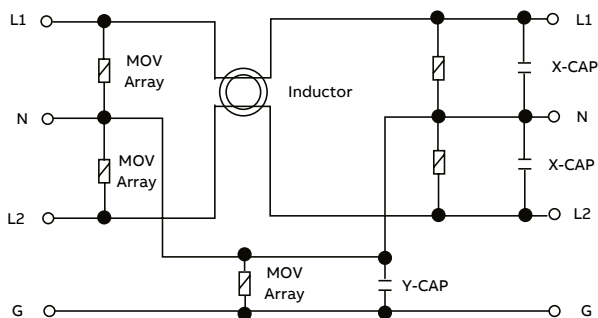 L1
L1
MOV
Array
X-CAP
Inductor
N
N
MOV
Array
X-CAP
L2
L2
MOV
Array
Y-CAP
G
G